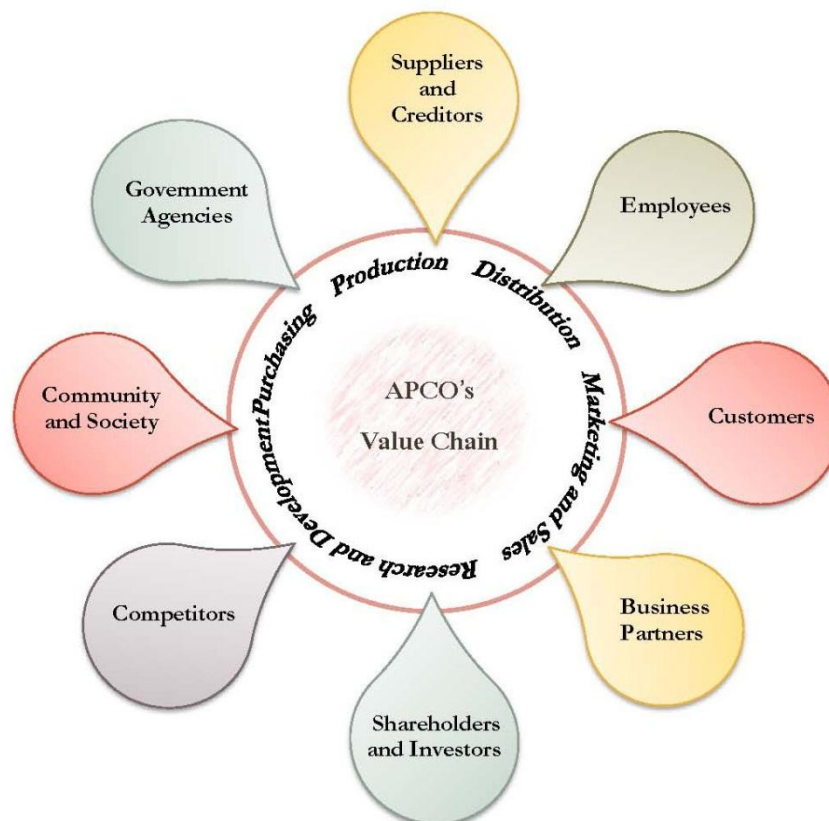 Suppliers
and
Creditors
Government
Agencies
Employees
Production
Distribution
Purchasing
Community
and Society
APCO's
Value Chain
Marketing and Sales
Customers
Research and Development
Competitors
Business
Partners
Shareholders
and Investors